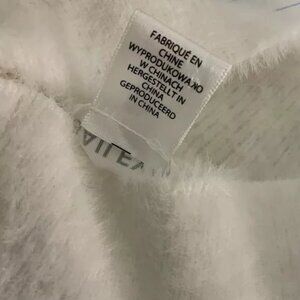 FABRIQUÉ EN
CHINE
WYPRODUKOWANO
W CHINACH
HERGESTELLT IN
CHINA
GEPRODUCEERD
IN CHINA